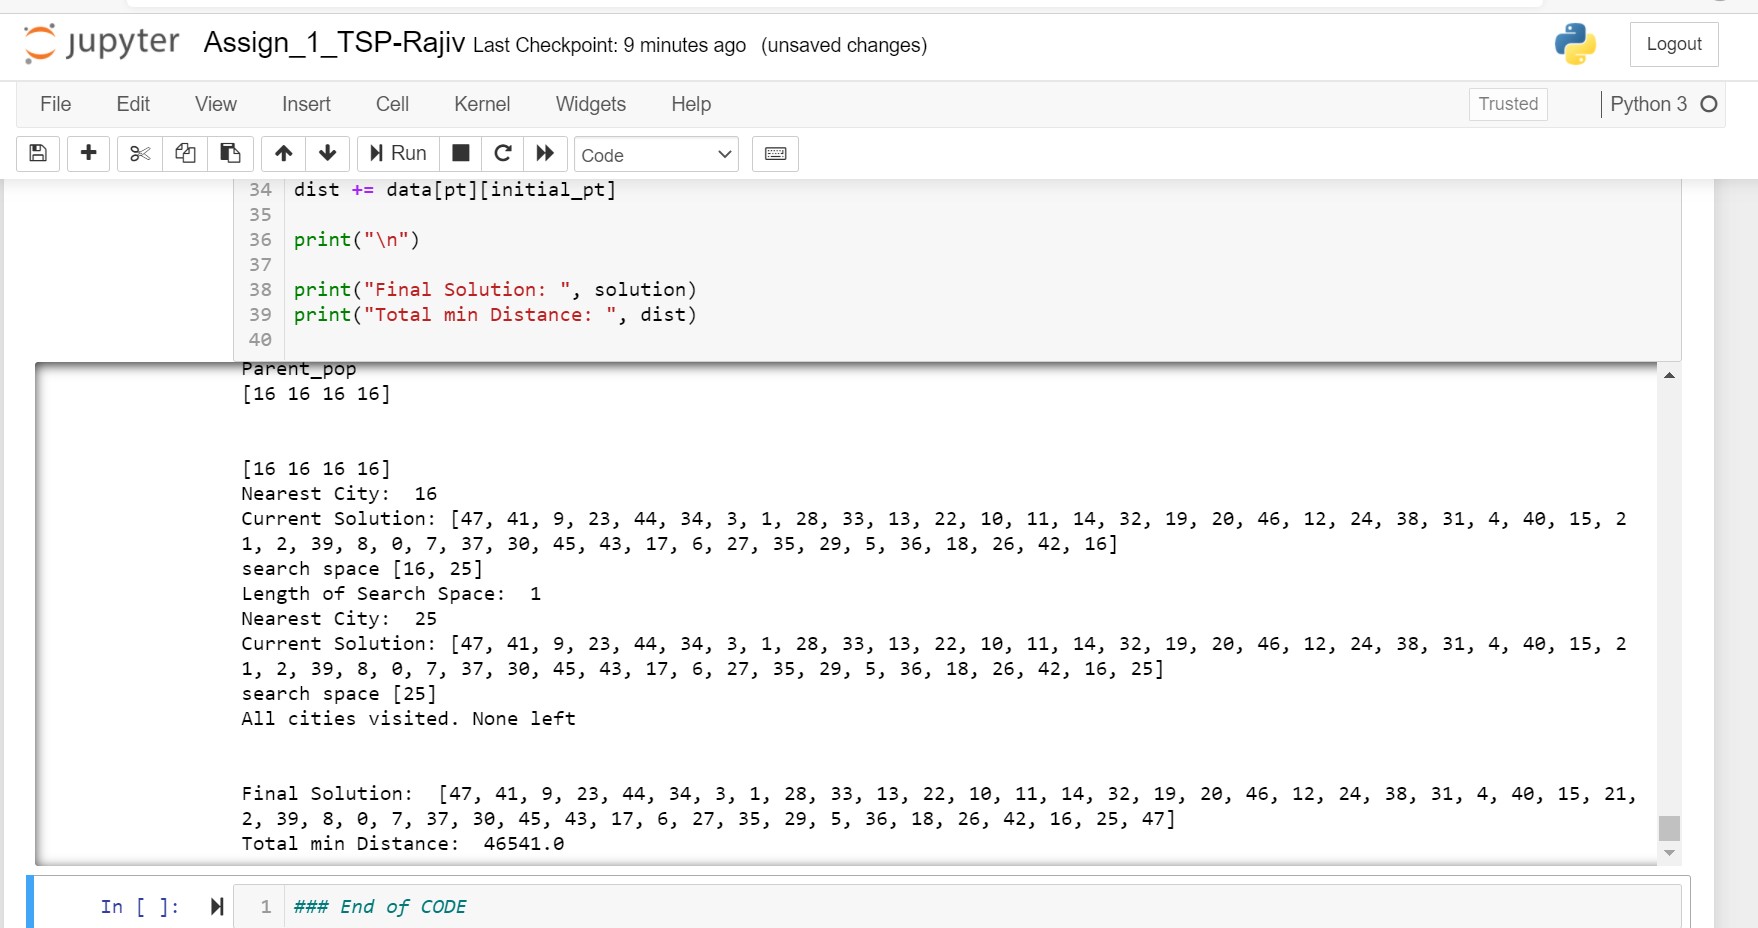 jupyter Assign_1_TSP-Rajiv Last Checkpoint: 9 minutes ago (unsaved changes) Logout
File Edit View Insert Cell Kernel Widgets Help Trusted Python 3
Run Code
34 dist += data[pt][initial_pt]
35
36 print("\n")
37
38 print("Final Solution: ", solution)
39 print("Total min Distance: ", dist)
40
Parent_pop
[16 16 16 16]
[16 16 16 16]
Nearest City:  16
Current Solution: [47, 41, 9, 23, 44, 34, 3, 1, 28, 33, 13, 22, 10, 11, 14, 32, 19, 20, 46, 12, 24, 38, 31, 4, 40, 15, 2
1, 2, 39, 8, 0, 7, 37, 30, 45, 43, 17, 6, 27, 35, 29, 5, 36, 18, 26, 42, 16]
search space [16, 25]
Length of Search Space:  1
Nearest City:  25
Current Solution: [47, 41, 9, 23, 44, 34, 3, 1, 28, 33, 13, 22, 10, 11, 14, 32, 19, 20, 46, 12, 24, 38, 31, 4, 40, 15, 2
1, 2, 39, 8, 0, 7, 37, 30, 45, 43, 17, 6, 27, 35, 29, 5, 36, 18, 26, 42, 16, 25]
search space [25]
All cities visited. None left
Final Solution:  [47, 41, 9, 23, 44, 34, 3, 1, 28, 33, 13, 22, 10, 11, 14, 32, 19, 20, 46, 12, 24, 38, 31, 4, 40, 15, 21,
2, 39, 8, 0, 7, 37, 30, 45, 43, 17, 6, 27, 35, 29, 5, 36, 18, 26, 42, 16, 25, 47]
Total min Distance:  46541.0
In [ ]: 1 ### End of CODE